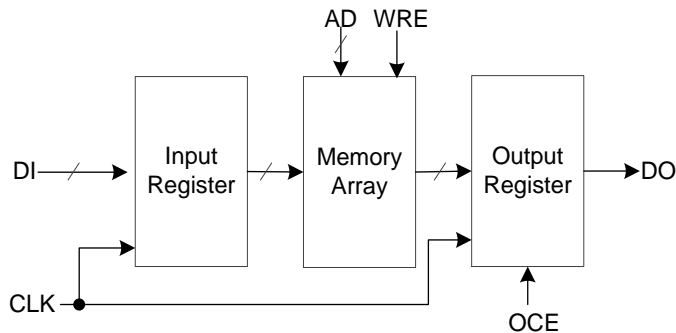 AD WRE
Input
Register
Memory
Array
Output
Register
DI
DO
CLK
OCE